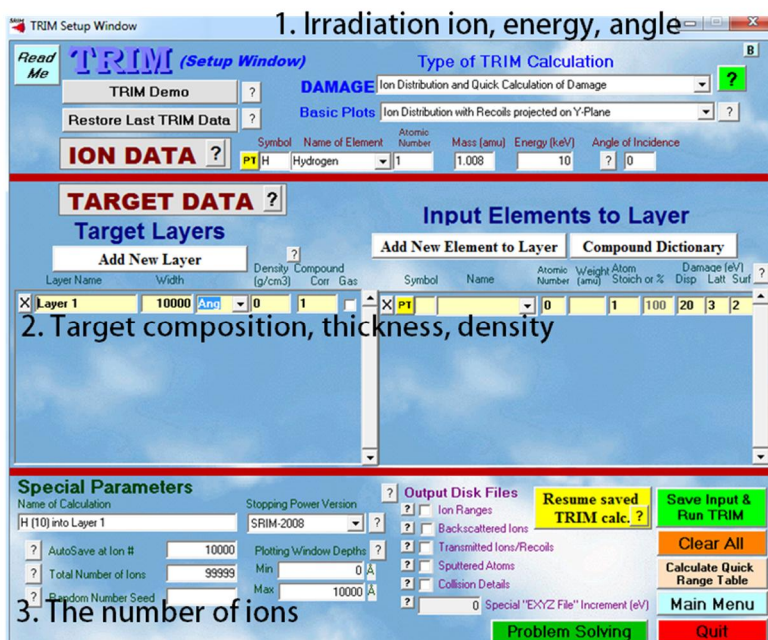 TRIM Setup Window
1. Irradiation ion, energy, angle
Read Me
TRIM (Setup Window)
Type of TRIM Calculation
B
TRIM Demo ?
DAMAGE Ion Distribution and Quick Calculation of Damage ?
Restore Last TRIM Data ?
Basic Plots Ion Distribution with Recoils projected on Y-Plane ?
ION DATA ?
Symbol Name of Element Atomic Number Mass (amu) Energy (keV) Angle of Incidence
PT H Hydrogen 1 1.008 10 ? 0
TARGET DATA ?
Target Layers
Input Elements to Layer
Add New Layer
?
Add New Element to Layer Compound Dictionary
Layer Name Width Density (g/cm3) Compound Corr Gas
Symbol Name Atomic Number Weight (amu) Atom Stoich or % Damage (eV) Disp Latt Surf ?
X Layer 1 10000 Ang 0 1
X PT 0 1 100 20 3 2
2. Target composition, thickness, density
Special Parameters
Name of Calculation
H (10) into Layer 1
Stopping Power Version
SRIM-2008 ?
? AutoSave at Ion # 10000
? Total Number of Ions 99999
? Random Number Seed
Plotting Window Depths ?
Min 0 Å
Max 10000 Å
3. The number of ions
? Output Disk Files
? Ion Ranges
? Backscattered Ions
? Transmitted Ions/Recoils
? Sputtered Atoms
? Collision Details
? 0 Special "EXYZ File" Increment (eV)
Resume saved TRIM calc. ?
Save Input & Run TRIM
Clear All
Calculate Quick Range Table
Main Menu
Problem Solving
Quit